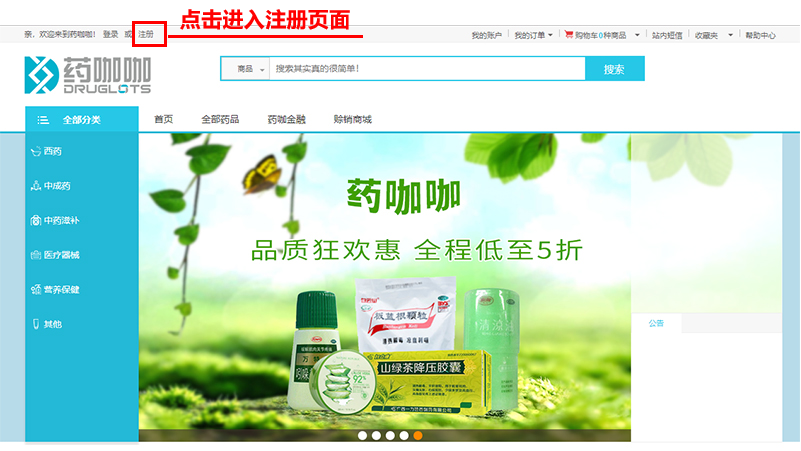 点击进入注册页面
亲，欢迎来到药咖咖！ 登录 或 注册
我的账户 我的订单 购物车0种商品 站内短信 收藏夹 帮助中心
药咖咖
DRUGLOTS
商品 搜索其实真的很简单！ 搜索
全部分类 首页 全部药品 药咖金融 赊销商城
西药
中成药
中药滋补
医疗器械
营养保健
其他
药咖咖
品质狂欢惠 全程低至5折
公告
板蓝根颗粒
清凉油
92%
山绿茶降压胶囊